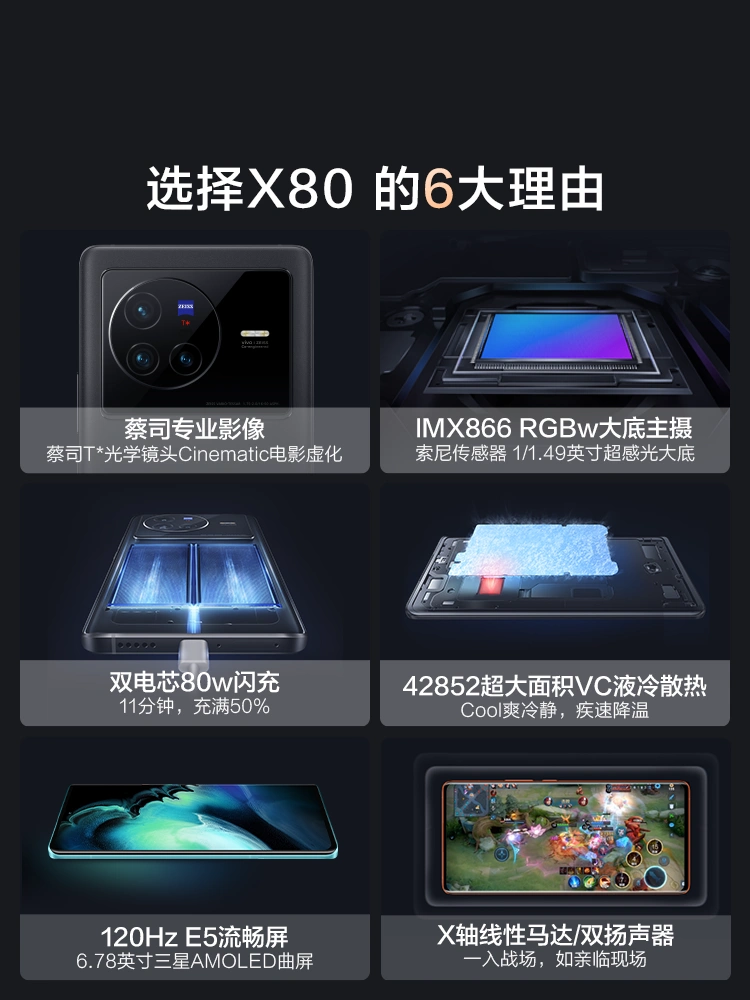 选择X80 的6大理由
ZEISS
T*
vivo | ZEISS
蔡司专业影像
蔡司T*光学镜头Cinematic电影虚化
IMX866 RGBw大底主摄
索尼传感器 1/1.49英寸超感光大底
双电芯80w闪充
11分钟，充满50%
42852超大面积VC液冷散热
Cool爽冷静，疾速降温
120Hz E5流畅屏
6.78英寸三星AMOLED曲屏
X轴线性马达/双扬声器
一入战场，如亲临现场